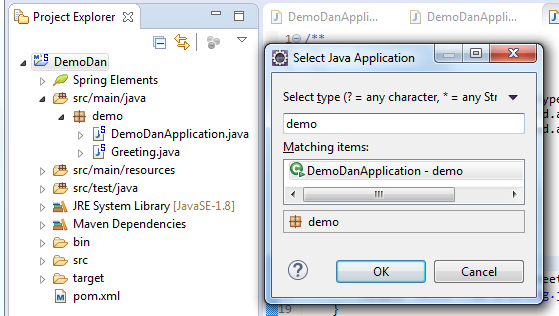 Project Explorer
DemoDan
Spring Elements
src/main/java
demo
DemoDanApplication.java
Greeting.java
src/main/resources
src/test/java
JRE System Library [JavaSE-1.8]
Maven Dependencies
bin
src
target
pom.xml
DemoDanAppli...
DemoDanAppli...
1 /**
Select Java Application
Select type (? = any character, * = any Stri
demo
Matching items:
DemoDanApplication - demo
demo
OK
Cancel
19 }